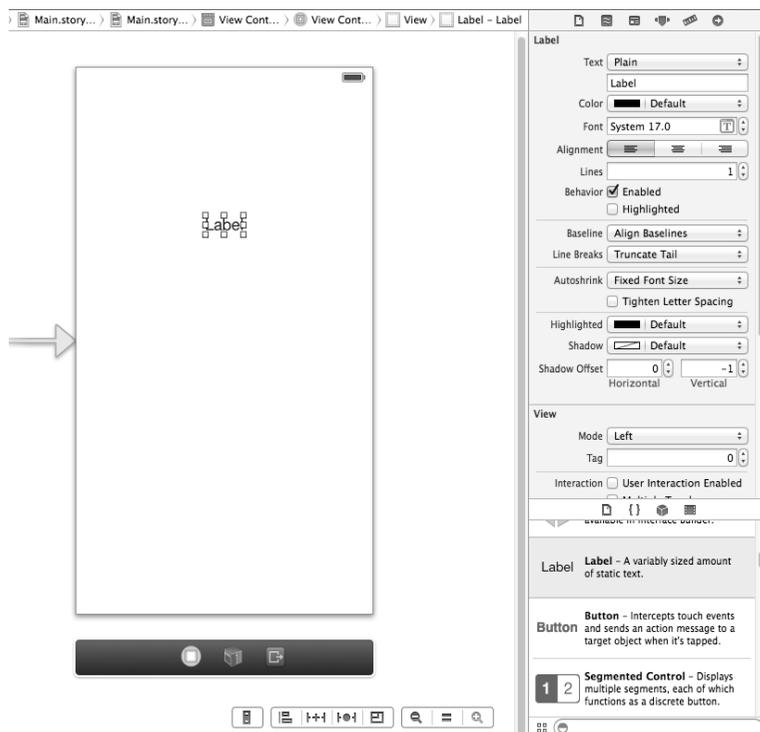 Main.story... Main.story... View Cont... View Cont... View Label – Label
Label
Label
Text Plain
Label
Color Default
Font System 17.0 T
Alignment
Lines 1
Behavior Enabled
Highlighted
Baseline Align Baselines
Line Breaks Truncate Tail
Autoshrink Fixed Font Size
Tighten Letter Spacing
Highlighted Default
Shadow Default
Shadow Offset 0 -1
Horizontal Vertical
View
Mode Left
Tag 0
Interaction User Interaction Enabled
{ }
available in Interface Builder.
Label
Label – A variably sized amount
of static text.
Button
Button – Intercepts touch events
and sends an action message to a
target object when it's tapped.
1 2
Segmented Control – Displays
multiple segments, each of which
functions as a discrete button.